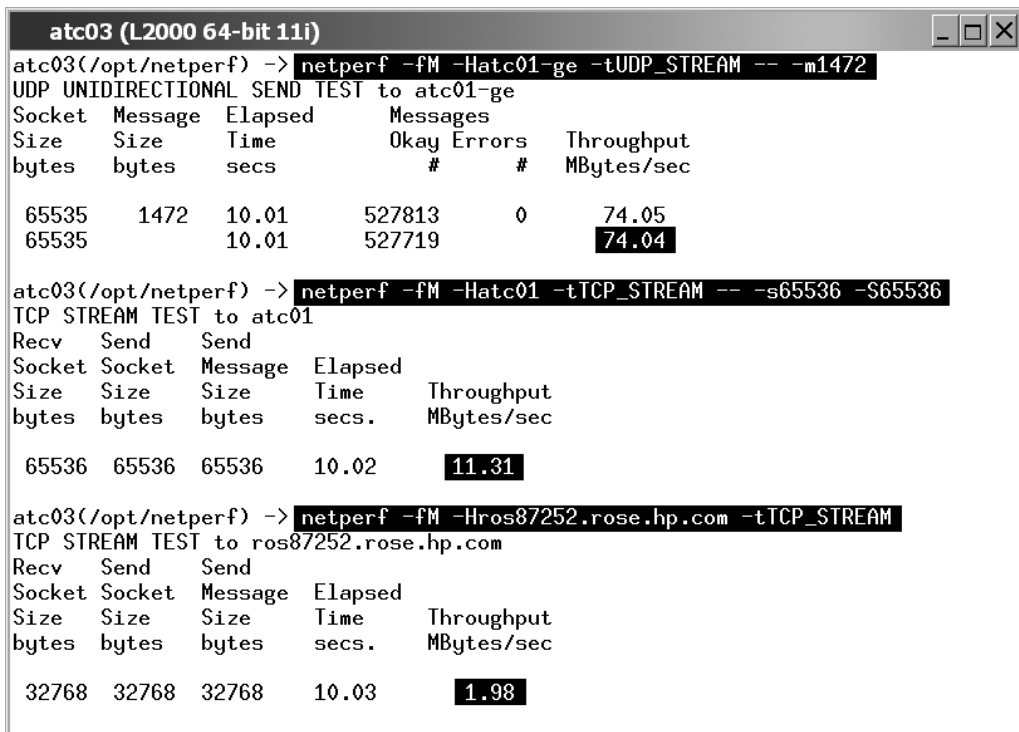 atc03 (L2000 64-bit 11i)
atc03(/opt/netperf) -> netperf -fM -Hatc01-ge -tUDP_STREAM -- -m1472
UDP UNIDIRECTIONAL SEND TEST to atc01-ge
Socket  Message  Elapsed      Messages
Size    Size     Time         Okay Errors   Throughput
bytes   bytes    secs            #      #   MBytes/sec
65535    1472   10.01     527813      0      74.05
65535           10.01     527719             74.04
atc03(/opt/netperf) -> netperf -fM -Hatc01 -tTCP_STREAM -- -s65536 -S65536
TCP STREAM TEST to atc01
Recv   Send    Send
Socket Socket  Message  Elapsed
Size   Size    Size     Time     Throughput
bytes  bytes   bytes    secs.    MBytes/sec
65536  65536  65536    10.02      11.31
atc03(/opt/netperf) -> netperf -fM -Hros87252.rose.hp.com -tTCP_STREAM
TCP STREAM TEST to ros87252.rose.hp.com
Recv   Send    Send
Socket Socket  Message  Elapsed
Size   Size    Size     Time     Throughput
bytes  bytes   bytes    secs.    MBytes/sec
32768  32768  32768    10.03       1.98